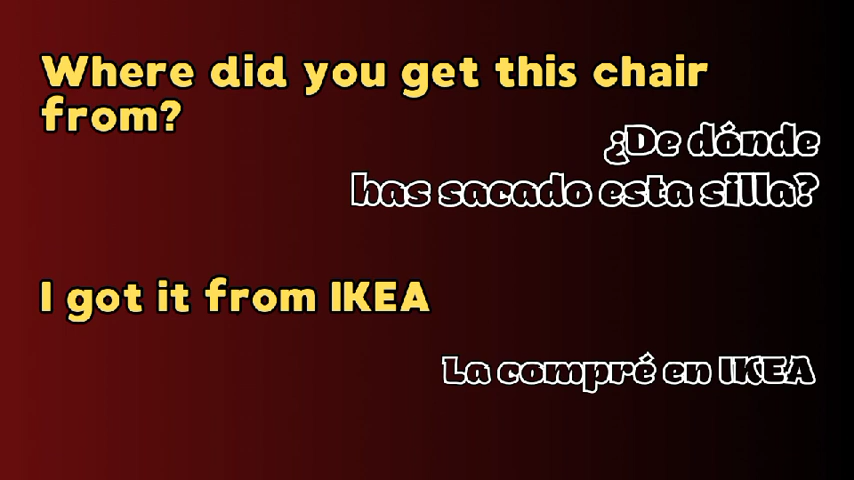 Where did you get this chair
from?
¿De dónde
has sacado esta silla?
I got it from IKEA
La compré en IKEA